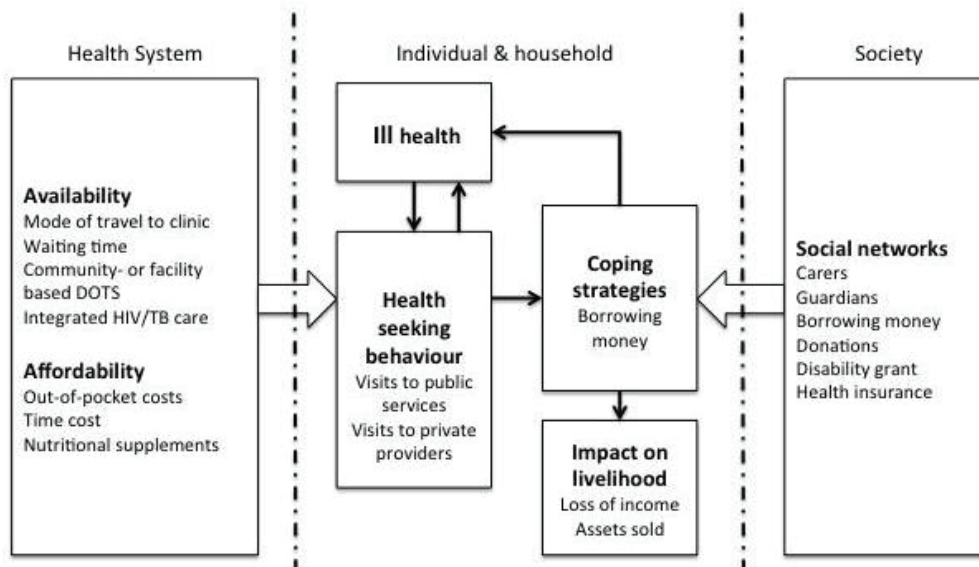 Health System
Individual & household
Society
Availability
Mode of travel to clinic
Waiting time
Community- or facility
based DOTS
Integrated HIV/TB care
Affordability
Out-of-pocket costs
Time cost
Nutritional supplements
Ill health
Health
seeking
behaviour
Visits to public
services
Visits to private
providers
Coping
strategies
Borrowing
money
Impact on
livelihood
Loss of income
Assets sold
Social networks
Carers
Guardians
Borrowing money
Donations
Disability grant
Health insurance